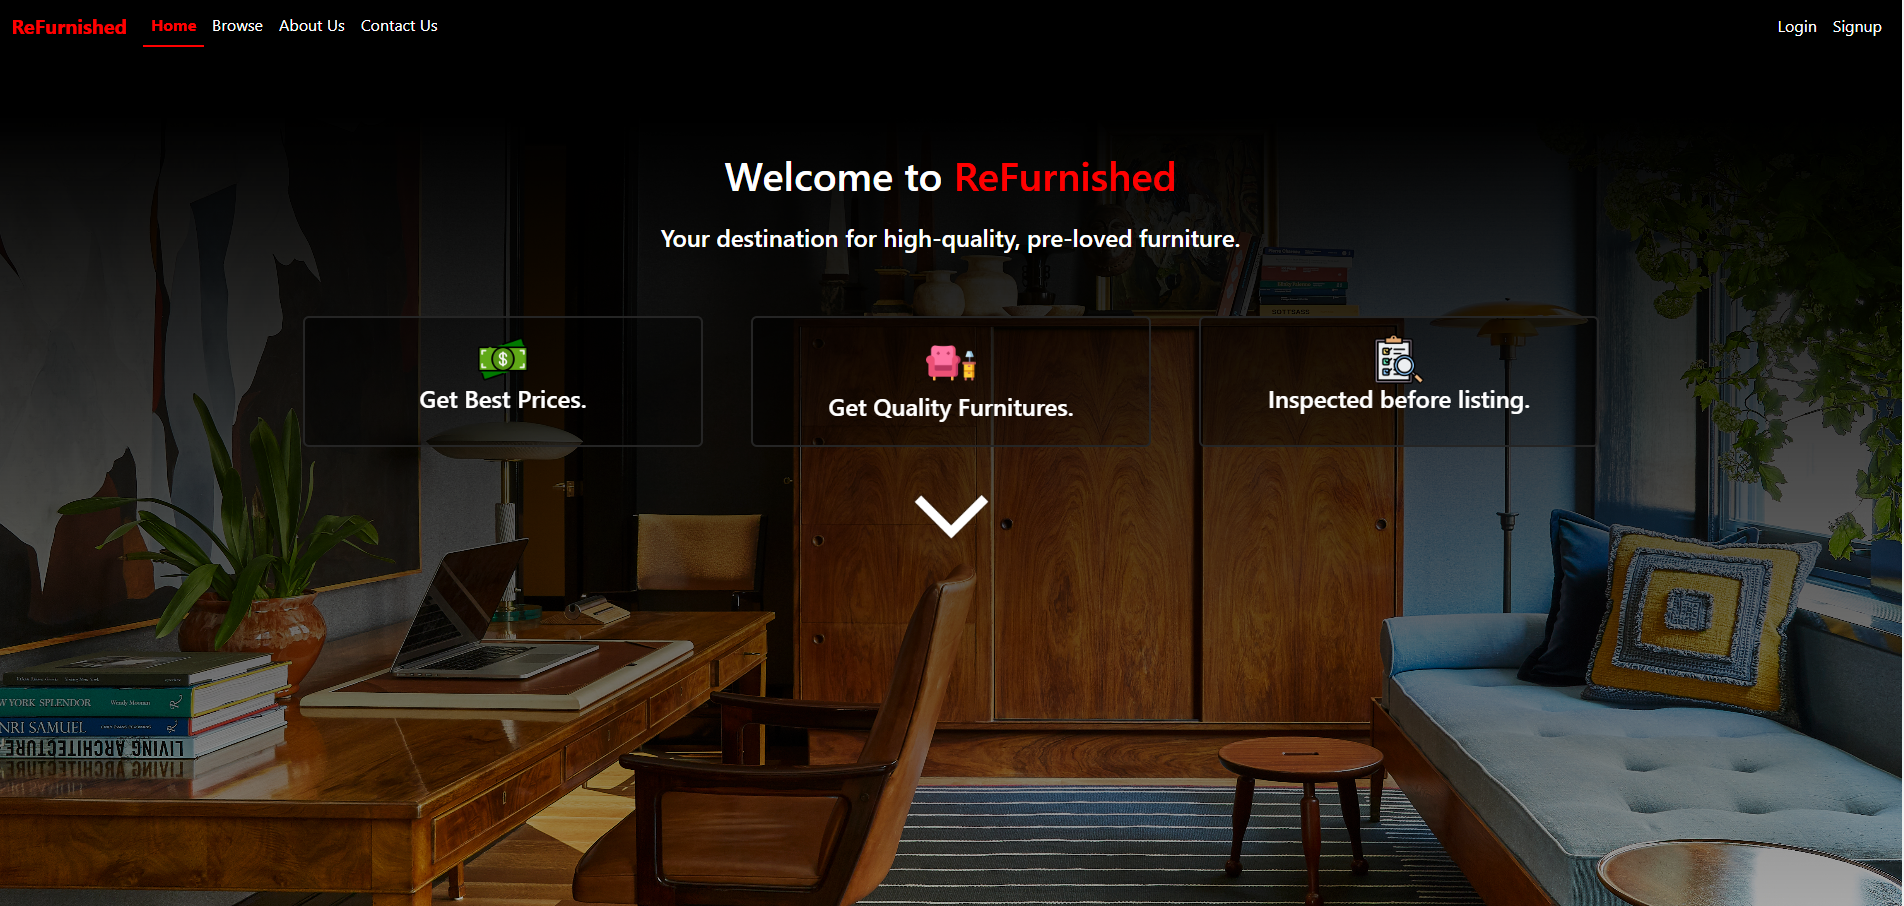 ReFurnished
Home
Browse
About Us
Contact Us
Login
Signup
Welcome to ReFurnished
Your destination for high-quality, pre-loved furniture.
Get Best Prices.
Get Quality Furnitures.
Inspected before listing.
SOTTSASS
W YORK SPLENDOR
NRI SAMUEL
LIVING ARCHITECTURE